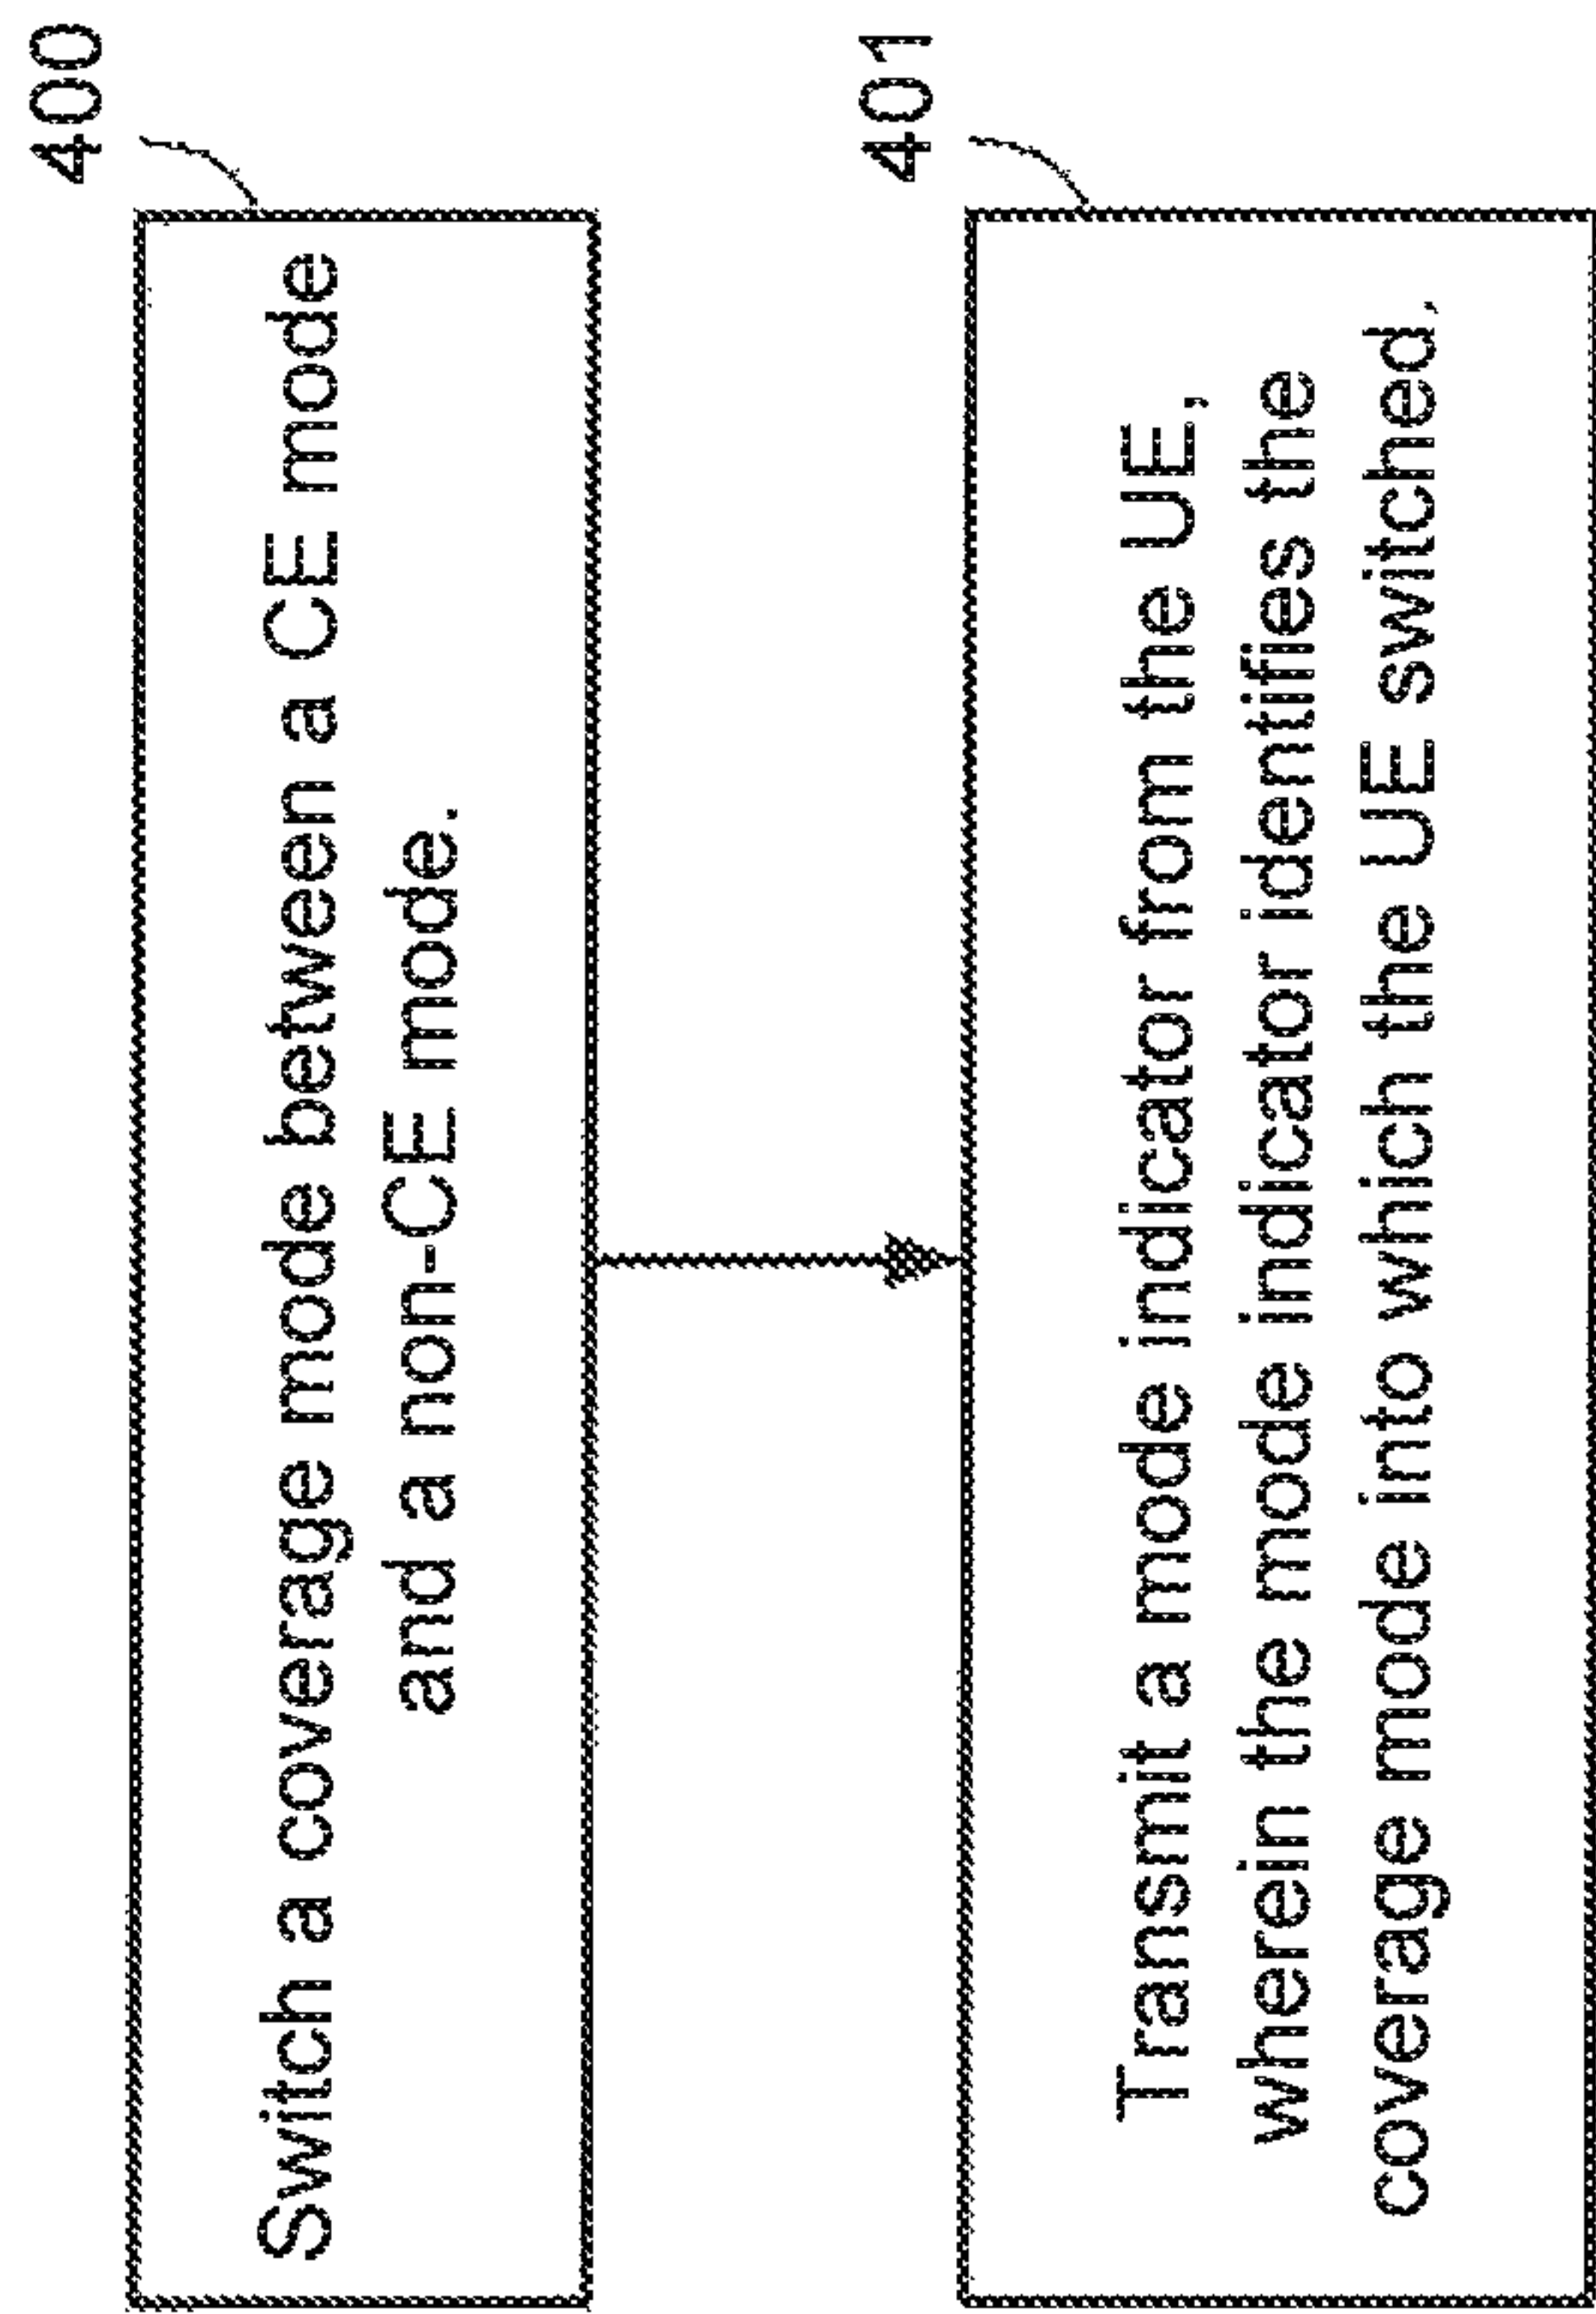 400
Switch a coverage mode between a CE mode
and a non-CE mode.
401
Transmit a mode indicator from the UE,
wherein the mode indicator identifies the
coverage mode into which the UE switched.